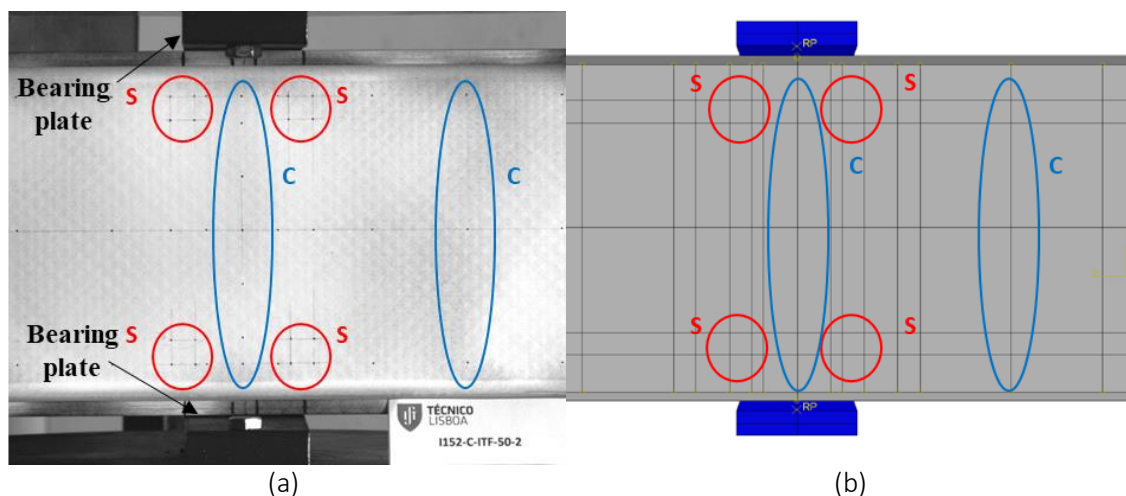 Bearing
plate
S
S
C
C
Bearing
plate
S
S
TÉCNICO
LISBOA
I152-C-ITF-50-2
(a)
RP
S
S
C
C
S
S
RP
(b)